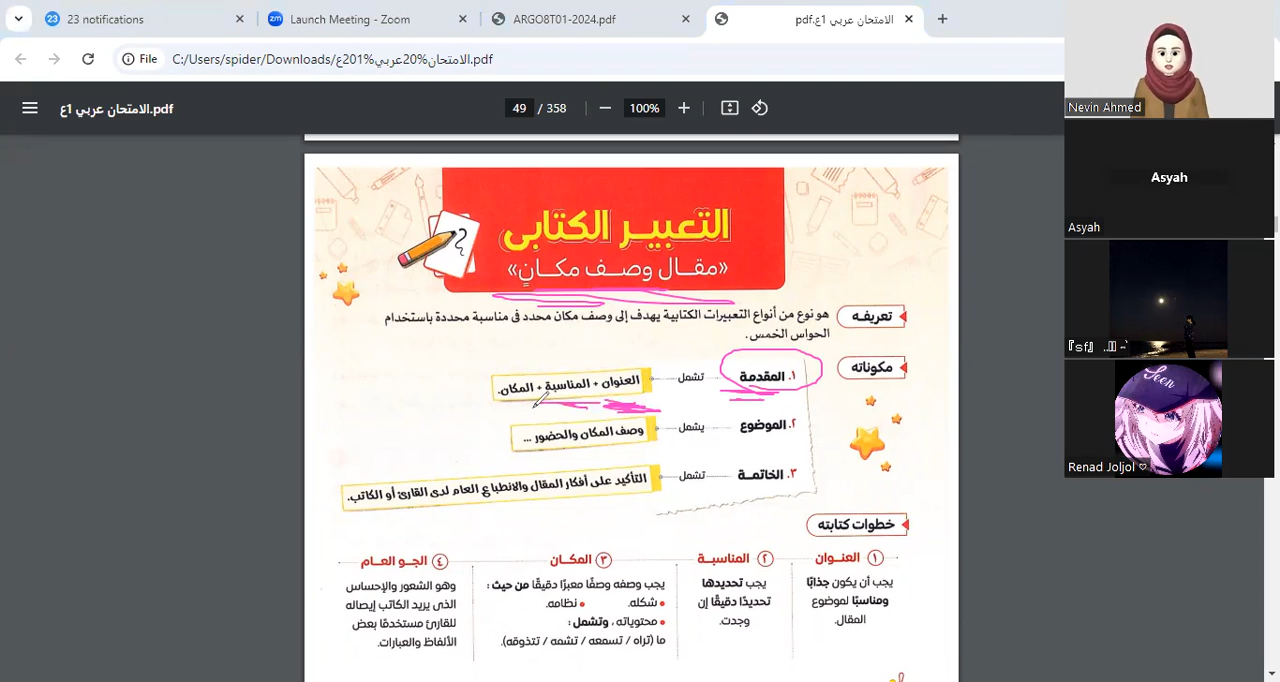 23 notifications
Launch Meeting - Zoom
ARGO8T01-2024.pdf
الامتحان عربي 1ع.pdf
File
C:/Users/spider/Downloads/الامتحان%20عربي%201ع.pdf
الامتحان عربي 1ع.pdf
49 / 358
100%
التعبير الكتابى
«مقال وصف مكانٍ»
تعريفه
هو نوع من أنواع التعبيرات الكتابية يهدف إلى وصف مكان محدد فى مناسبة محددة باستخدام
الحواس الخمس.
مكوناته
١. المقدمة تشمل العنوان + المناسبة + المكان.
٢. الموضوع يشمل وصف المكان والحضور ...
٣. الخاتمة تشمل التأكيد على أفكار المقال والانطباع العام لدى القارئ أو الكاتب.
خطوات كتابته
١ العنوان
يجب أن يكون جذابًا
ومناسبًا لموضوع
المقال.
٢ المناسبة
يجب تحديدها
تحديدًا دقيقًا إن
وجدت.
٣ المكان
يجب وصفه وصفًا معبرًا دقيقًا من حيث :
• شكله. • نظامه.
• محتوياته ، وتشمل :
ما (تراه / تسمعه / تشمه / تتذوقه).
٤ الجو العام
وهو الشعور والإحساس
الذى يريد الكاتب إيصاله
للقارئ مستخدمًا بعض
الألفاظ والعبارات.
Nevin Ahmed
Asyah
Asyah
『sf』
Seen
Renad Joljol ♡